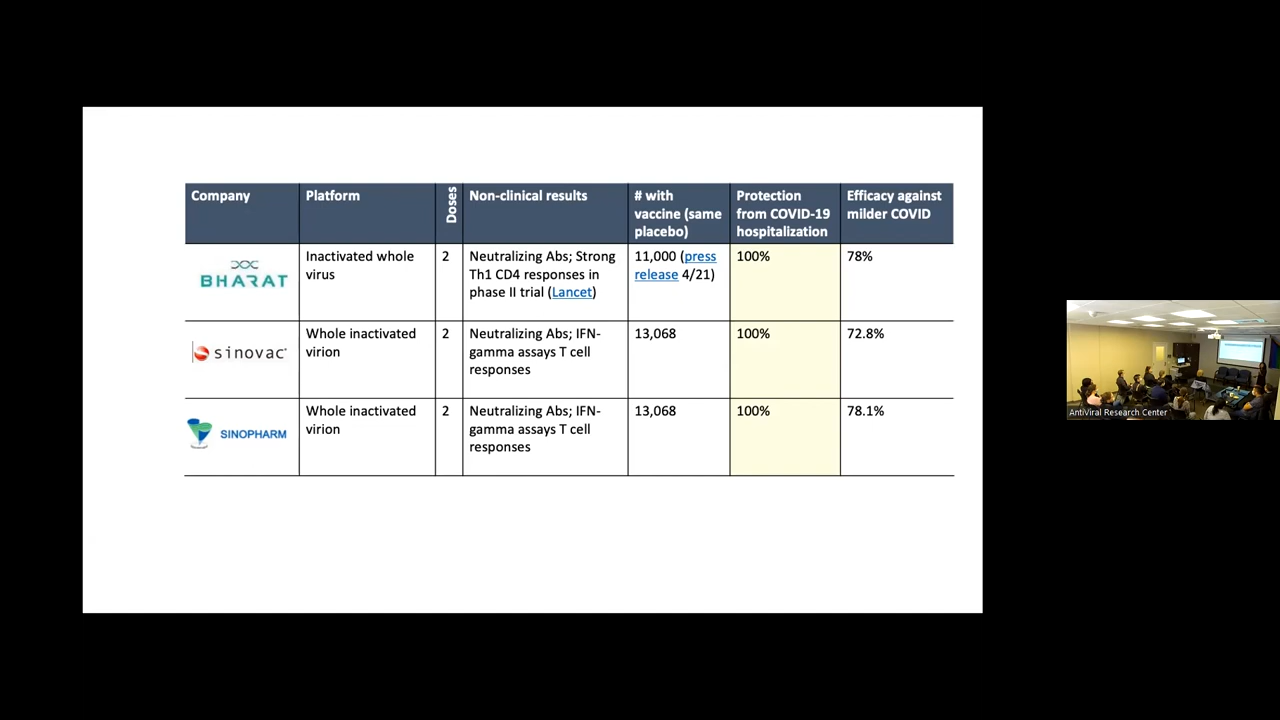 Company
Platform
Doses
Non-clinical results
# with
vaccine (same
placebo)
Protection
from COVID-19
hospitalization
Efficacy against
milder COVID
BHARAT
Inactivated whole
virus
2
Neutralizing Abs; Strong
Th1 CD4 responses in
phase II trial (Lancet)
11,000 (press
release 4/21)
100%
78%
sinovac
Whole inactivated
virion
2
Neutralizing Abs; IFN-
gamma assays T cell
responses
13,068
100%
72.8%
SINOPHARM
Whole inactivated
virion
2
Neutralizing Abs; IFN-
gamma assays T cell
responses
13,068
100%
78.1%
AntiViral Research Center